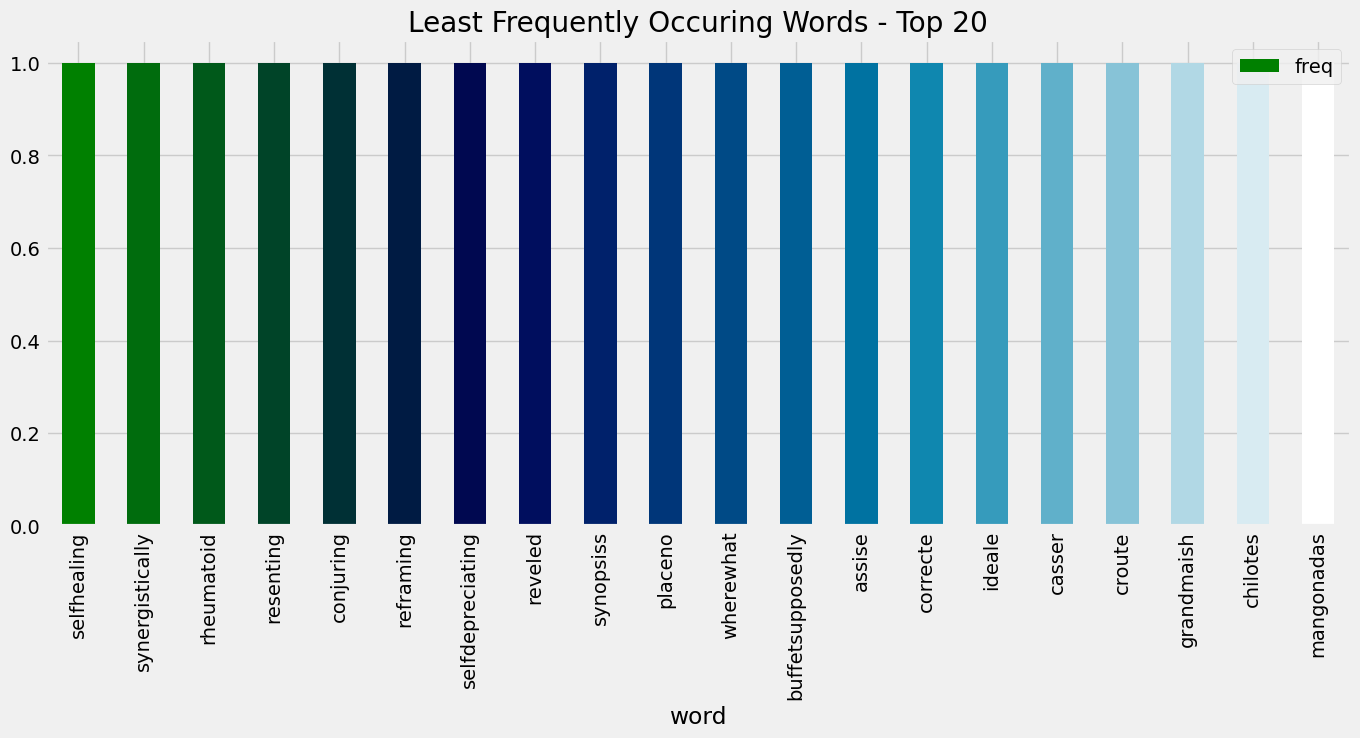 Least Frequently Occuring Words - Top 20
freq
1.0
0.8
0.6
0.4
0.2
0.0
selfhealing
synergistically
rheumatoid
resenting
conjuring
reframing
selfdepreciating
reveled
synopsiss
placeno
wherewhat
buffetsupposedly
assise
correcte
ideale
casser
croute
grandmaish
chilotes
mangonadas
word